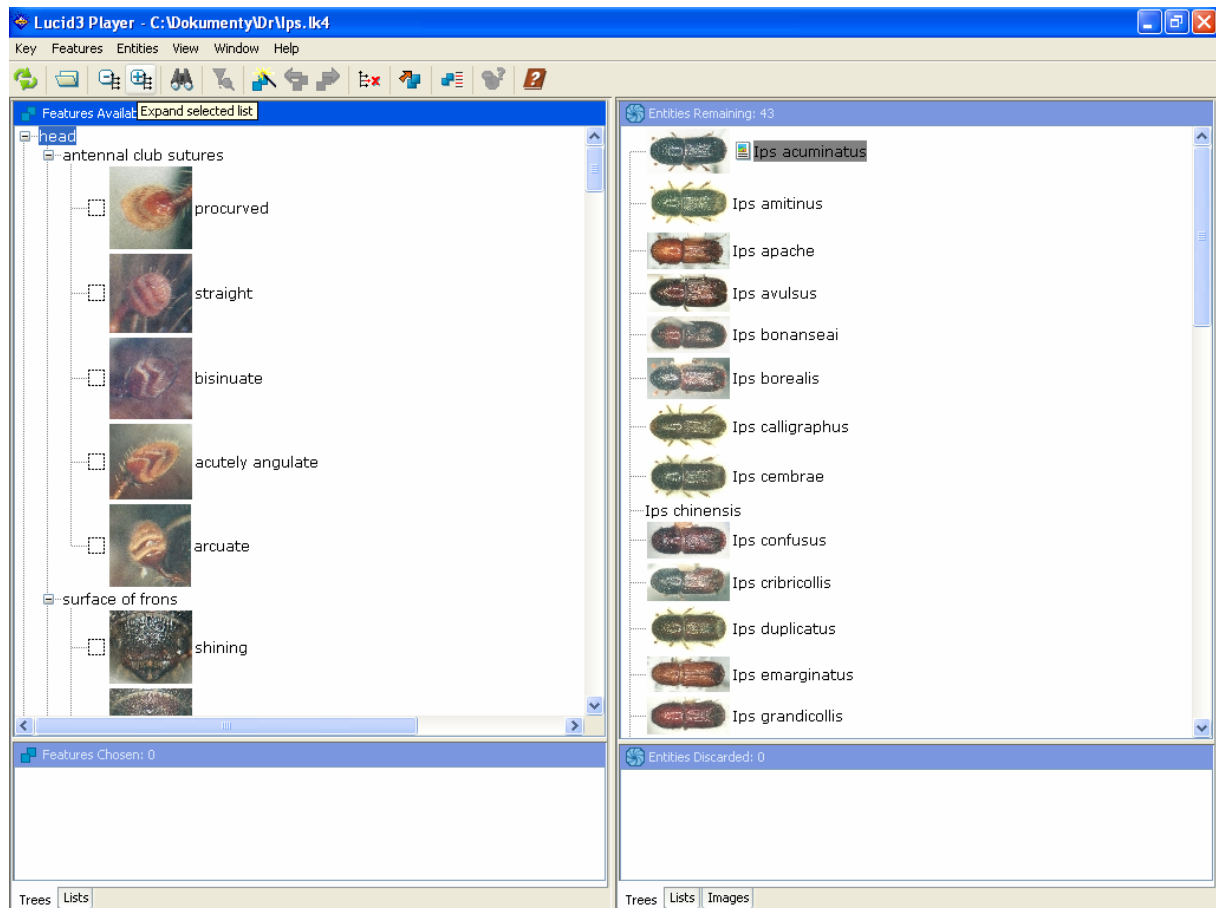 Lucid3 Player - C:\Dokumenty\Dr\Ips.lk4
Key Features Entities View Window Help
Expand selected list
Features Availab
head
antennal club sutures
procurved
straight
bisinuate
acutely angulate
arcuate
surface of frons
shining
Features Chosen: 0
Trees Lists
Entities Remaining: 43
Ips acuminatus
Ips amitinus
Ips apache
Ips avulsus
Ips bonanseai
Ips borealis
Ips calligraphus
Ips cembrae
Ips chinensis
Ips confusus
Ips cribricollis
Ips duplicatus
Ips emarginatus
Ips grandicollis
Entities Discarded: 0
Trees Lists Images